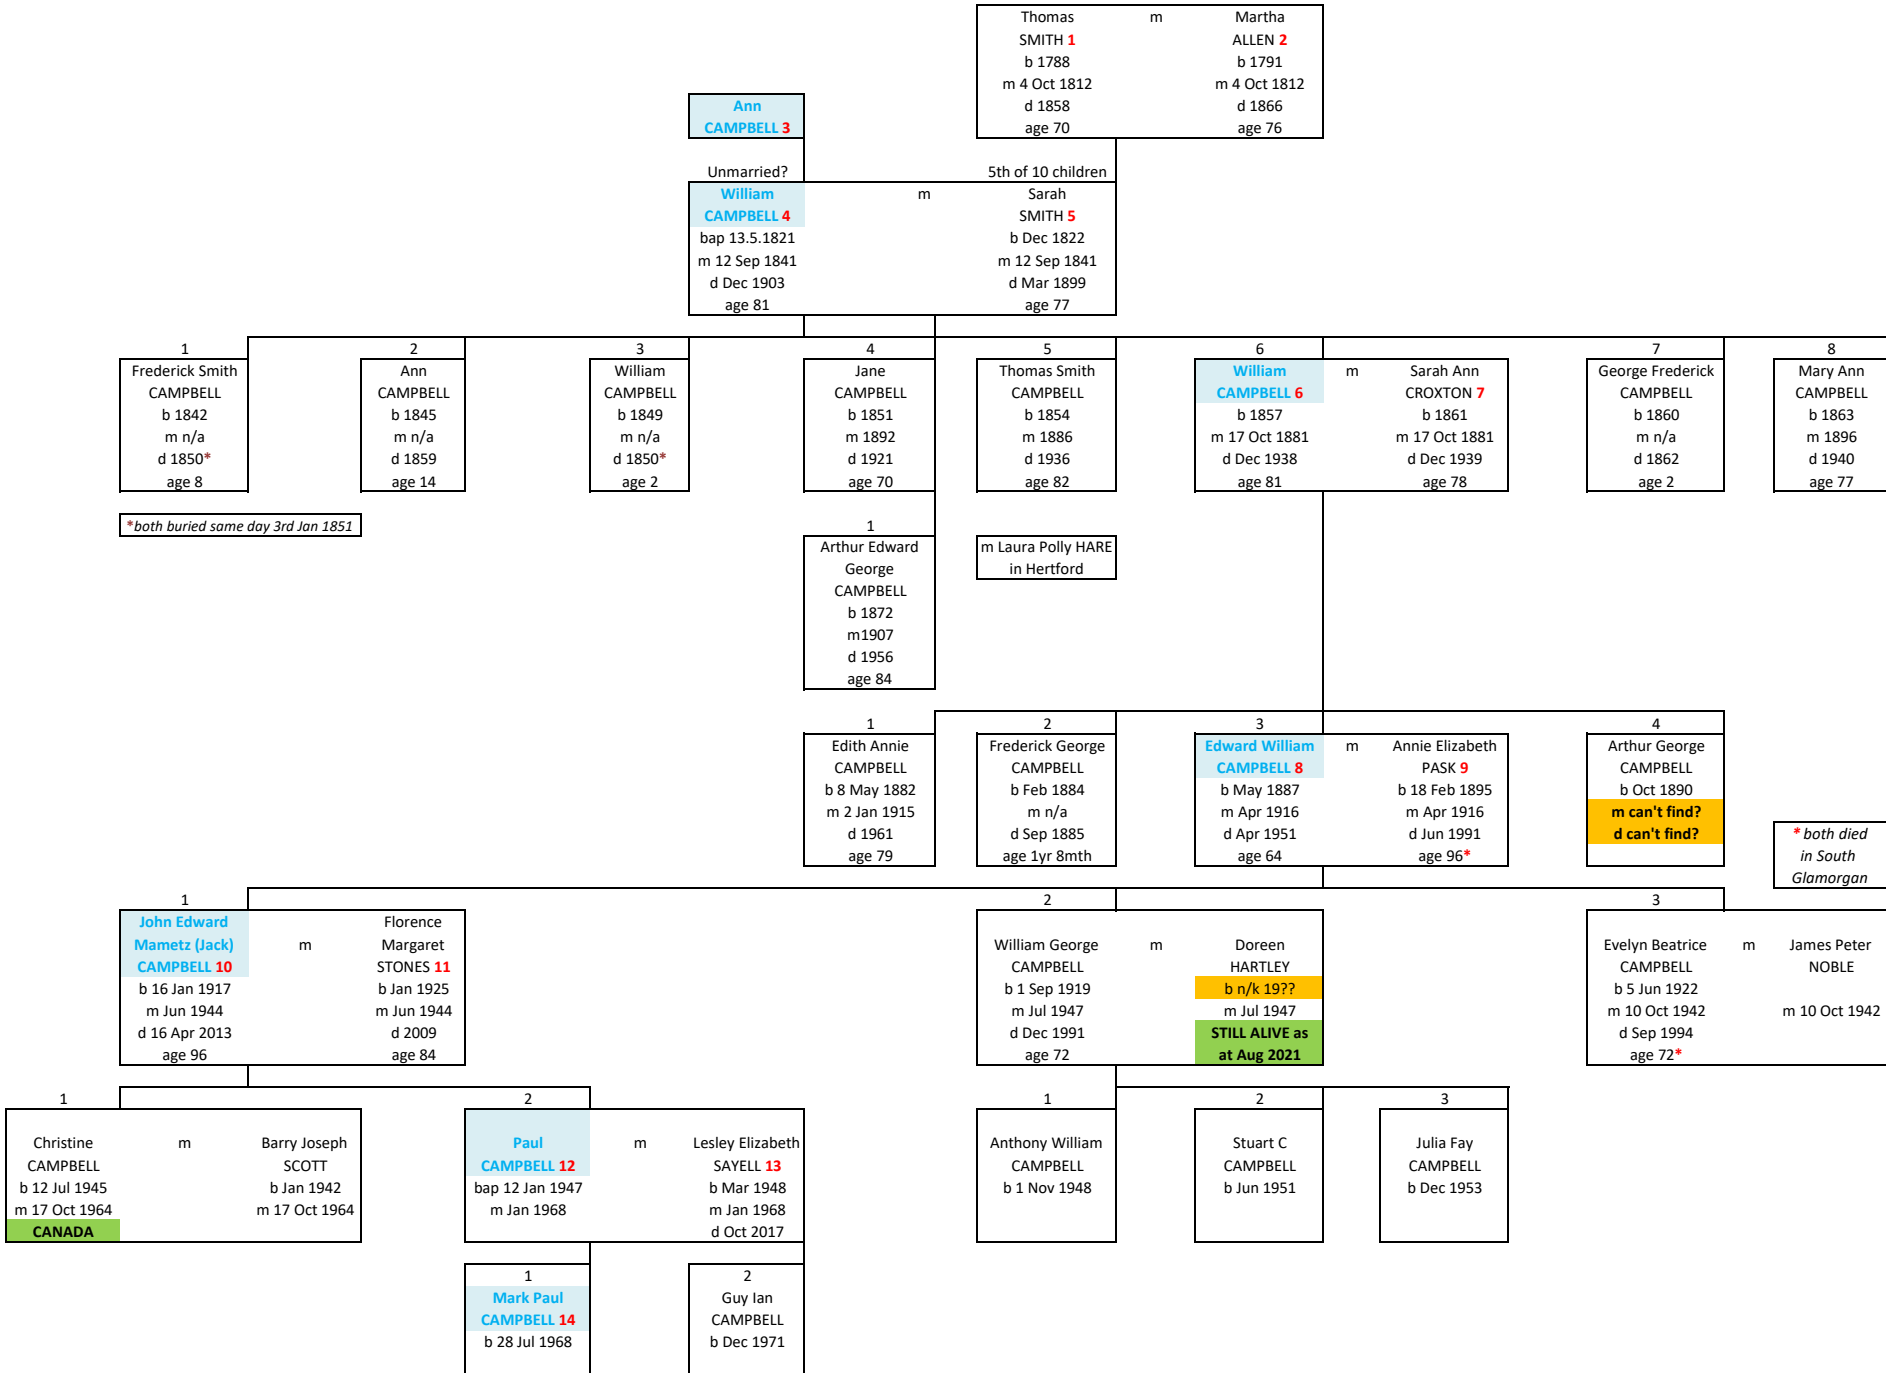 Thomas m Martha
SMITH 1 ALLEN 2
b 1788 b 1791
m 4 Oct 1812 m 4 Oct 1812
d 1858 d 1866
age 70 age 76
Ann
CAMPBELL 3
Unmarried? 5th of 10 children
William m Sarah
CAMPBELL 4 SMITH 5
bap 13.5.1821 b Dec 1822
m 12 Sep 1841 m 12 Sep 1841
d Dec 1903 d Mar 1899
age 81 age 77
1 2 3 4 5 6 7 8
Frederick Smith Ann William Jane Thomas Smith William m Sarah Ann George Frederick Mary Ann
CAMPBELL CAMPBELL CAMPBELL CAMPBELL CAMPBELL CAMPBELL 6 CROXTON 7 CAMPBELL CAMPBELL
b 1842 b 1845 b 1849 b 1851 b 1854 b 1857 b 1861 b 1860 b 1863
m n/a m n/a m n/a m 1892 m 1886 m 17 Oct 1881 m 17 Oct 1881 m n/a m 1896
d 1850* d 1859 d 1850* d 1921 d 1936 d Dec 1938 d Dec 1939 d 1862 d 1940
age 8 age 14 age 2 age 70 age 82 age 81 age 78 age 2 age 77
*both buried same day 3rd Jan 1851
1
Arthur Edward
George
CAMPBELL
b 1872
m1907
d 1956
age 84
m Laura Polly HARE
in Hertford
1 2 3 4
Edith Annie Frederick George Edward William m Annie Elizabeth Arthur George
CAMPBELL CAMPBELL CAMPBELL 8 PASK 9 CAMPBELL
b 8 May 1882 b Feb 1884 b May 1887 b 18 Feb 1895 b Oct 1890
m 2 Jan 1915 m n/a m Apr 1916 m Apr 1916 m can't find?
d 1961 d Sep 1885 d Apr 1951 d Jun 1991 d can't find?
age 79 age 1yr 8mth age 64 age 96*
* both died
in South
Glamorgan
1 2 3
John Edward Florence
Mametz (Jack) m Margaret William George m Doreen Evelyn Beatrice m James Peter
CAMPBELL 10 STONES 11 CAMPBELL HARTLEY CAMPBELL NOBLE
b 16 Jan 1917 b Jan 1925 b 1 Sep 1919 b n/k 19?? b 5 Jun 1922
m Jun 1944 m Jun 1944 m Jul 1947 m Jul 1947 m 10 Oct 1942 m 10 Oct 1942
d 16 Apr 2013 d 2009 d Dec 1991 STILL ALIVE as d Sep 1994
age 96 age 84 age 72 at Aug 2021 age 72*
1 2 1 2 3
Christine m Barry Joseph Paul m Lesley Elizabeth Anthony William Stuart C Julia Fay
CAMPBELL SCOTT CAMPBELL 12 SAYELL 13 CAMPBELL CAMPBELL CAMPBELL
b 12 Jul 1945 b Jan 1942 bap 12 Jan 1947 b Mar 1948 b 1 Nov 1948 b Jun 1951 b Dec 1953
m 17 Oct 1964 m 17 Oct 1964 m Jan 1968 m Jan 1968
CANADA d Oct 2017
1 2
Mark Paul Guy Ian
CAMPBELL 14 CAMPBELL
b 28 Jul 1968 b Dec 1971